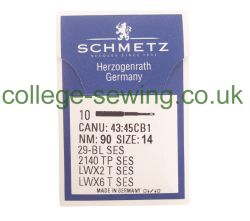 SCHMETZ
Herzogenrath
Germany
college-sewing.co.uk
10
CANU: 43:45CB1
NM: 90 SIZE: 14
29-BL SES
2140 TP SES
LWX2 T SES
LWX6 T SES
MADE IN GERMANY